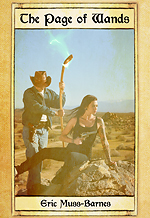 The Page of Wands
Eric Muss-Barnes